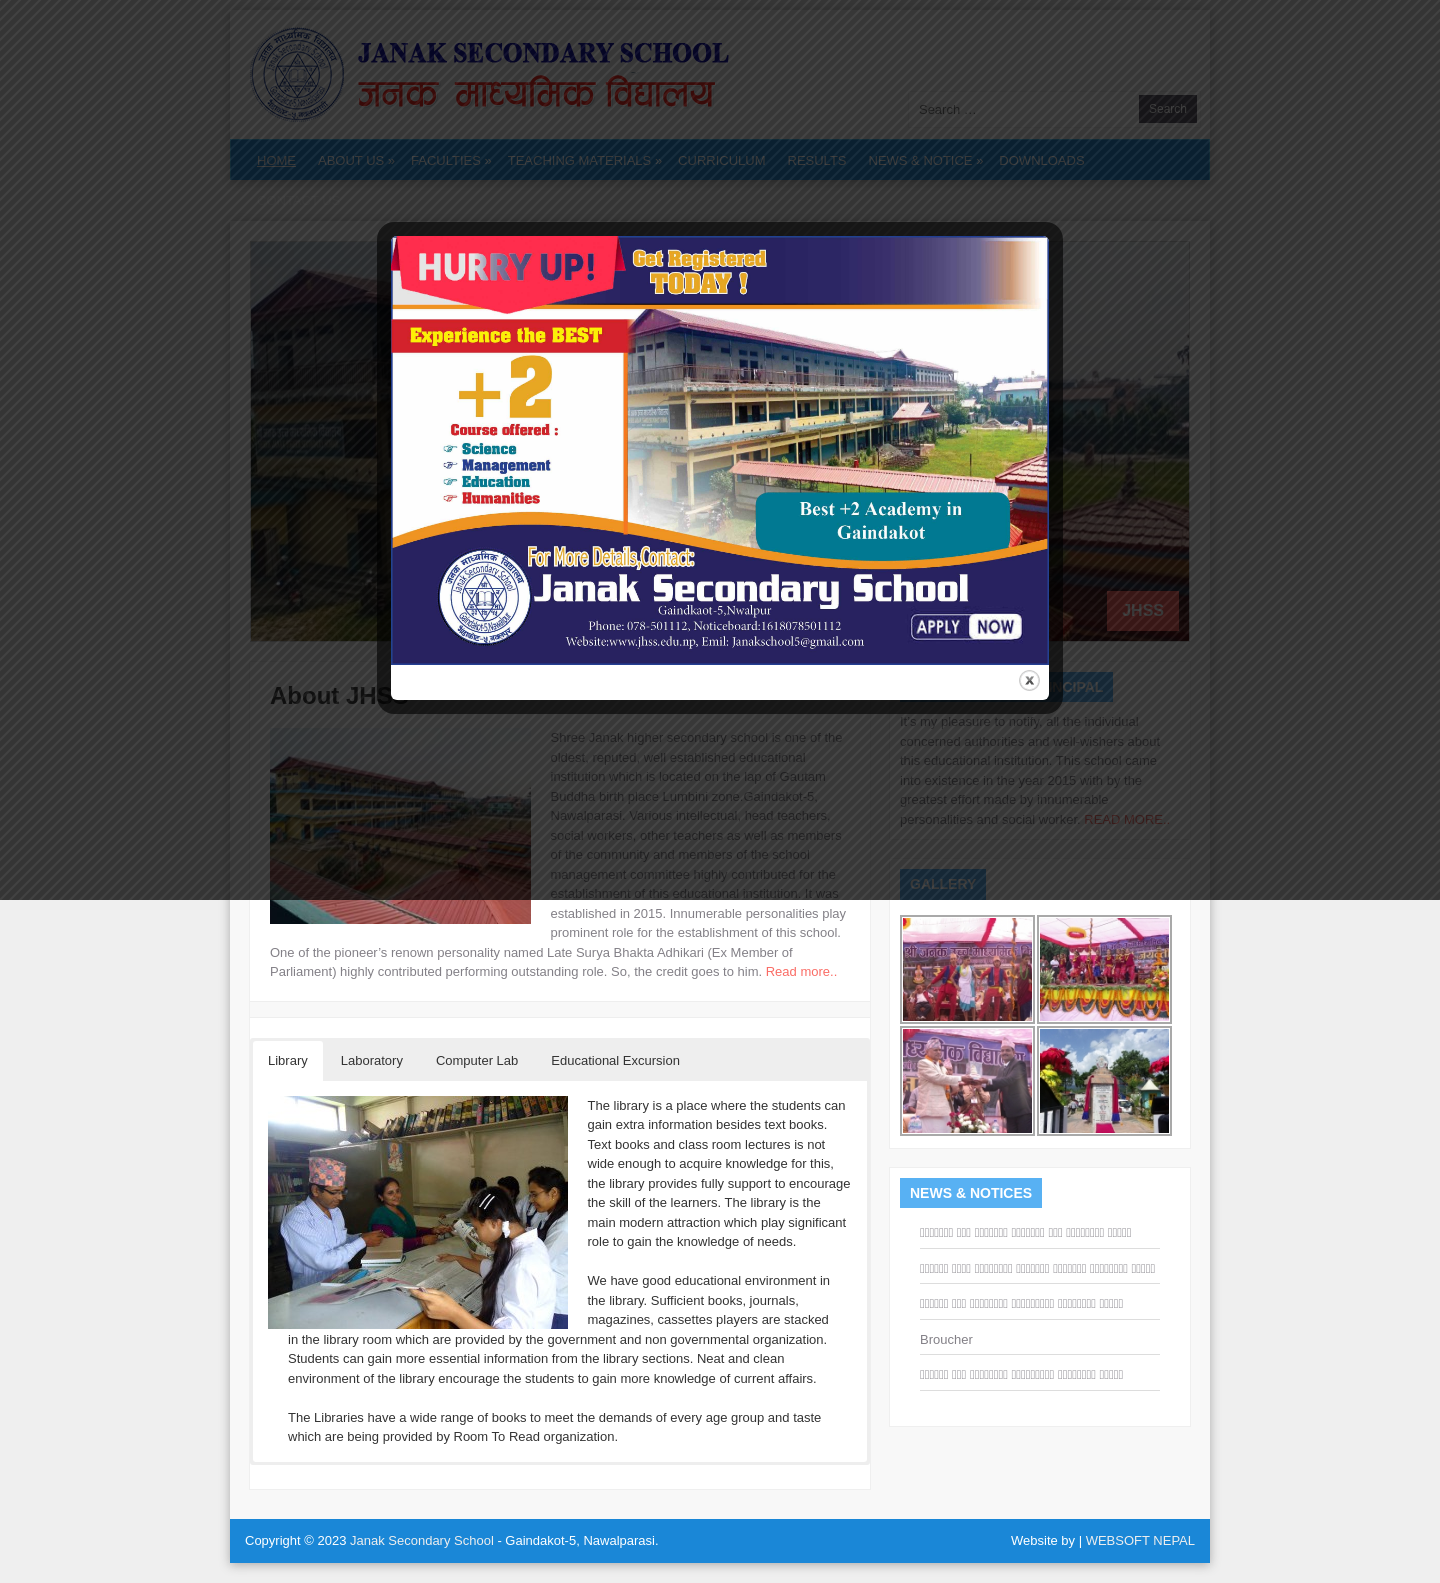 JANAK SECONDARY SCHOOL
जनक माध्यमिक विद्यालय
Search ...
Search
HOME
ABOUT US »
FACULTIES »
TEACHING MATERIALS »
CURRICULUM
RESULTS
NEWS & NOTICE »
DOWNLOADS
HURRY UP!
Get Registered
TODAY !
Experience the BEST
+2
Course offered :
Science
Management
Education
Humanities
Best +2 Academy in
Gaindakot
For More Details,Contact:
Janak Secondary School
Gaindkaot-5,Nwalpur
Phone: 078-501112, Noticeboard:1618078501112
Website:www.jhss.edu.np, Emil: Janakschool5@gmail.com
APPLY NOW
JHSS
About JHSS
Shree Janak higher secondary school is one of the
oldest, reputed, well established educational
institution which is located on the lap of Gautam
Buddha birth place Lumbini zone.Gaindakot-5,
Nawalparasi. Various intellectual, head teachers,
social workers, other teachers as well as members
of the community and members of the school
management committee highly contributed for the
establishment of this educational institution. It was
established in 2015. Innumerable personalities play
prominent role for the establishment of this school.
One of the pioneer’s renown personality named Late Surya Bhakta Adhikari (Ex Member of
Parliament) highly contributed performing outstanding role. So, the credit goes to him. Read more..
Library
Laboratory
Computer Lab
Educational Excursion
The library is a place where the students can
gain extra information besides text books.
Text books and class room lectures is not
wide enough to acquire knowledge for this,
the library provides fully support to encourage
the skill of the learners. The library is the
main modern attraction which play significant
role to gain the knowledge of needs.
We have good educational environment in
the library. Sufficient books, journals,
magazines, cassettes players are stacked
in the library room which are provided by the government and non governmental organization.
Students can gain more essential information from the library sections. Neat and clean
environment of the library encourage the students to gain more knowledge of current affairs.
The Libraries have a wide range of books to meet the demands of every age group and taste
which are being provided by Room To Read organization.
It’s my pleasure to notify, all the individual
concerned authorities and well-wishers about
this educational institution. This school came
into existence in the year 2015 with by the
greatest effort made by innumerable
personalities and social worker. READ MORE..
GALLERY
NEWS & NOTICES
Broucher
Copyright © 2023 Janak Secondary School - Gaindakot-5, Nawalparasi.
Website by | WEBSOFT NEPAL